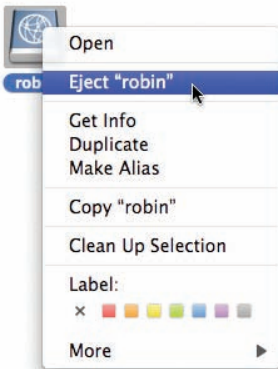 rob
Open
Eject “robin”
Get Info
Duplicate
Make Alias
Copy “robin”
Clean Up Selection
Label:
×
More